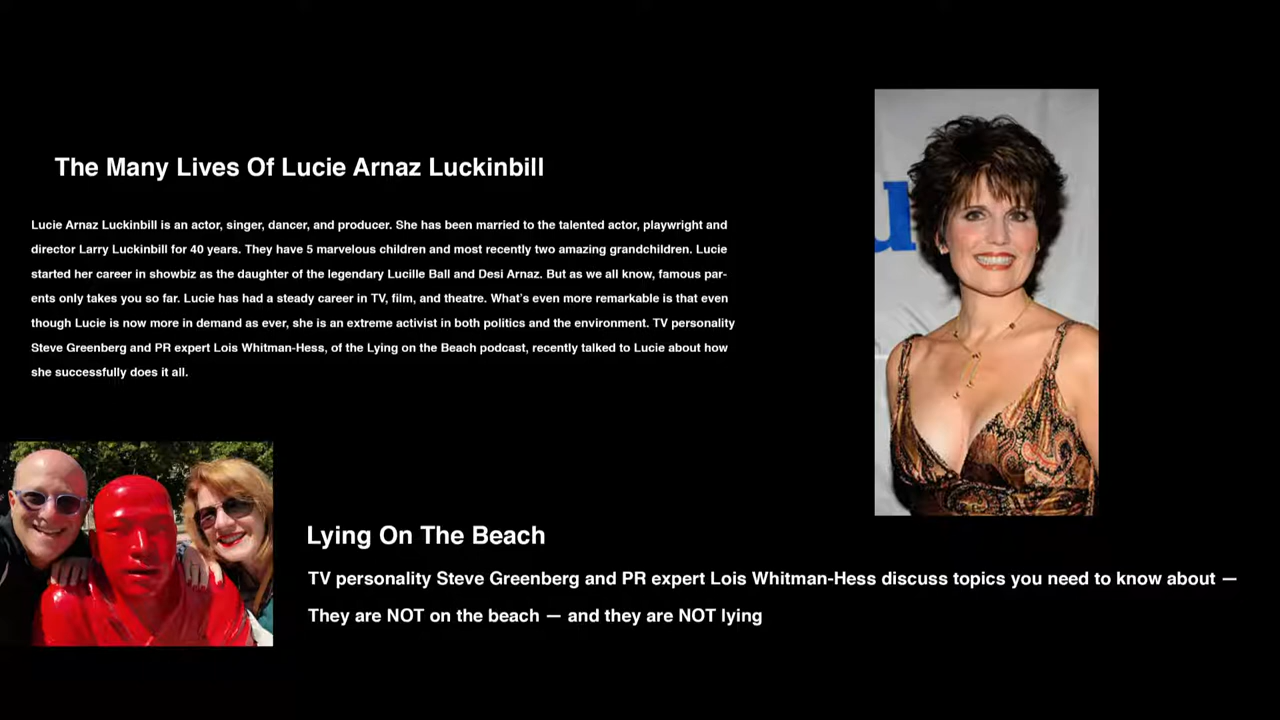 The Many Lives Of Lucie Arnaz Luckinbill
Lucie Arnaz Luckinbill is an actor, singer, dancer, and producer. She has been married to the talented actor, playwright and
director Larry Luckinbill for 40 years. They have 5 marvelous children and most recently two amazing grandchildren. Lucie
started her career in showbiz as the daughter of the legendary Lucille Ball and Desi Arnaz. But as we all know, famous par-
ents only takes you so far. Lucie has had a steady career in TV, film, and theatre. What's even more remarkable is that even
though Lucie is now more in demand as ever, she is an extreme activist in both politics and the environment. TV personality
Steve Greenberg and PR expert Lois Whitman-Hess, of the Lying on the Beach podcast, recently talked to Lucie about how
she successfully does it all.
u
Lying On The Beach
TV personality Steve Greenberg and PR expert Lois Whitman-Hess discuss topics you need to know about —
They are NOT on the beach — and they are NOT lying